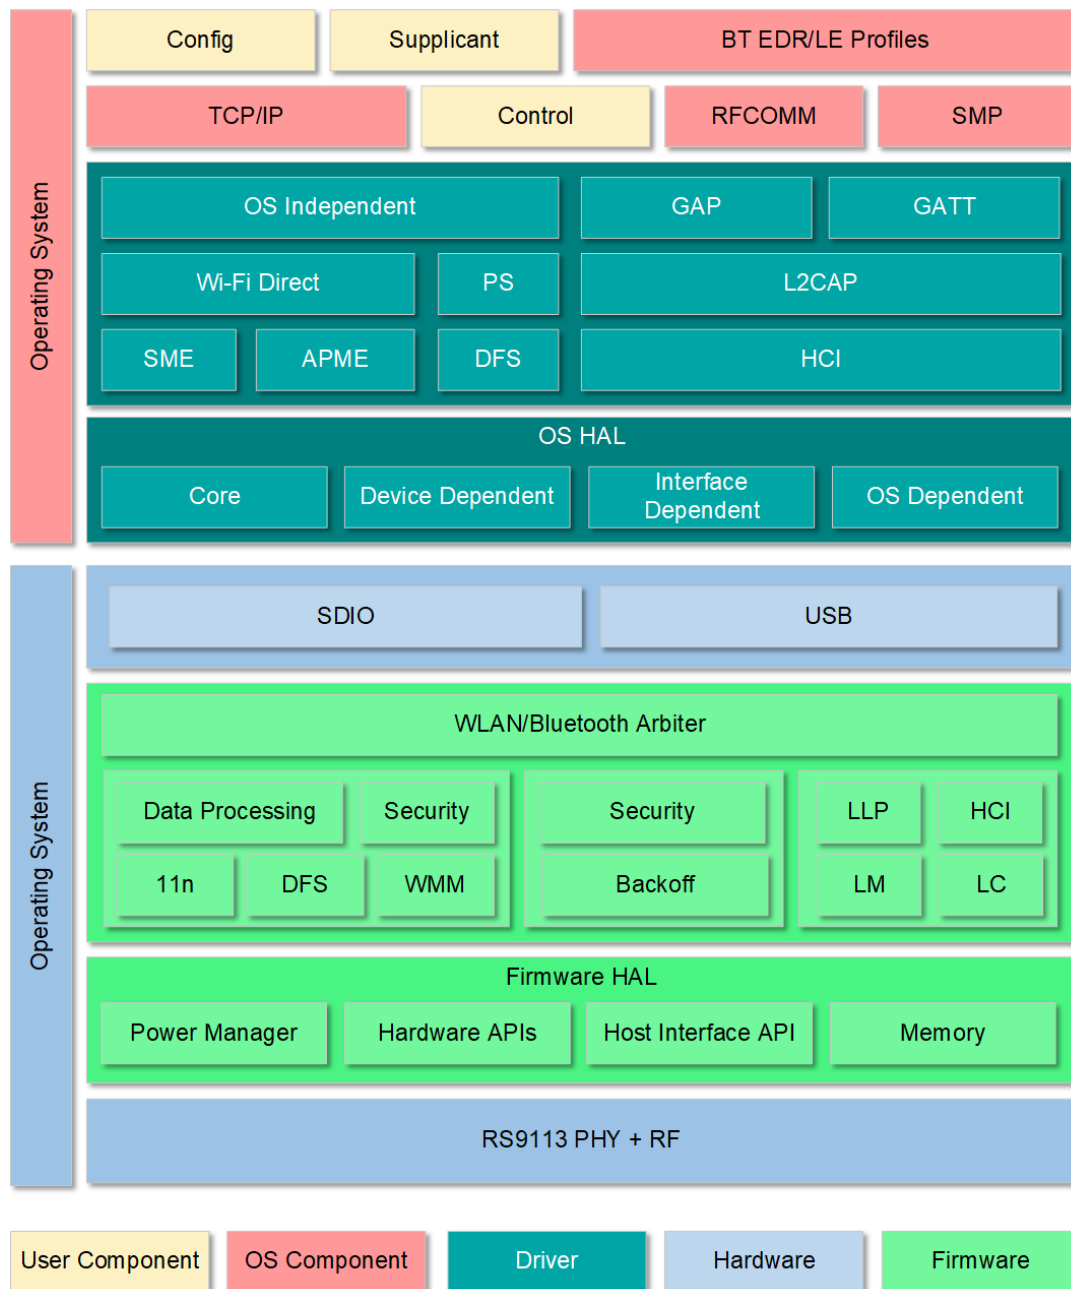 Operating System
Config
Supplicant
BT EDR/LE Profiles
TCP/IP
Control
RFCOMM
SMP
OS Independent
GAP
GATT
Wi-Fi Direct
PS
L2CAP
SME
APME
DFS
HCI
OS HAL
Core
Device Dependent
Interface
Dependent
OS Dependent
Operating System
SDIO
USB
WLAN/Bluetooth Arbiter
Data Processing
Security
11n
DFS
WMM
Security
Backoff
LLP
HCI
LM
LC
Firmware HAL
Power Manager
Hardware APIs
Host Interface API
Memory
RS9113 PHY + RF
User Component
OS Component
Driver
Hardware
Firmware